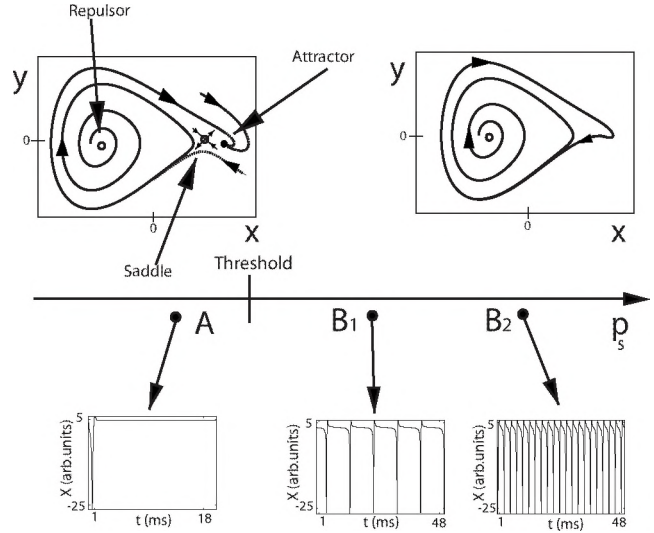 Repulsor
Attractor
y
0
0
x
Saddle
y
0
0
x
Threshold
A
B1
B2
ps
X (arb.units)
5
-25
1
t (ms)
18
X (arb.units)
5
-25
1
t (ms)
48
X (arb.units)
5
-25
1
t (ms)
48